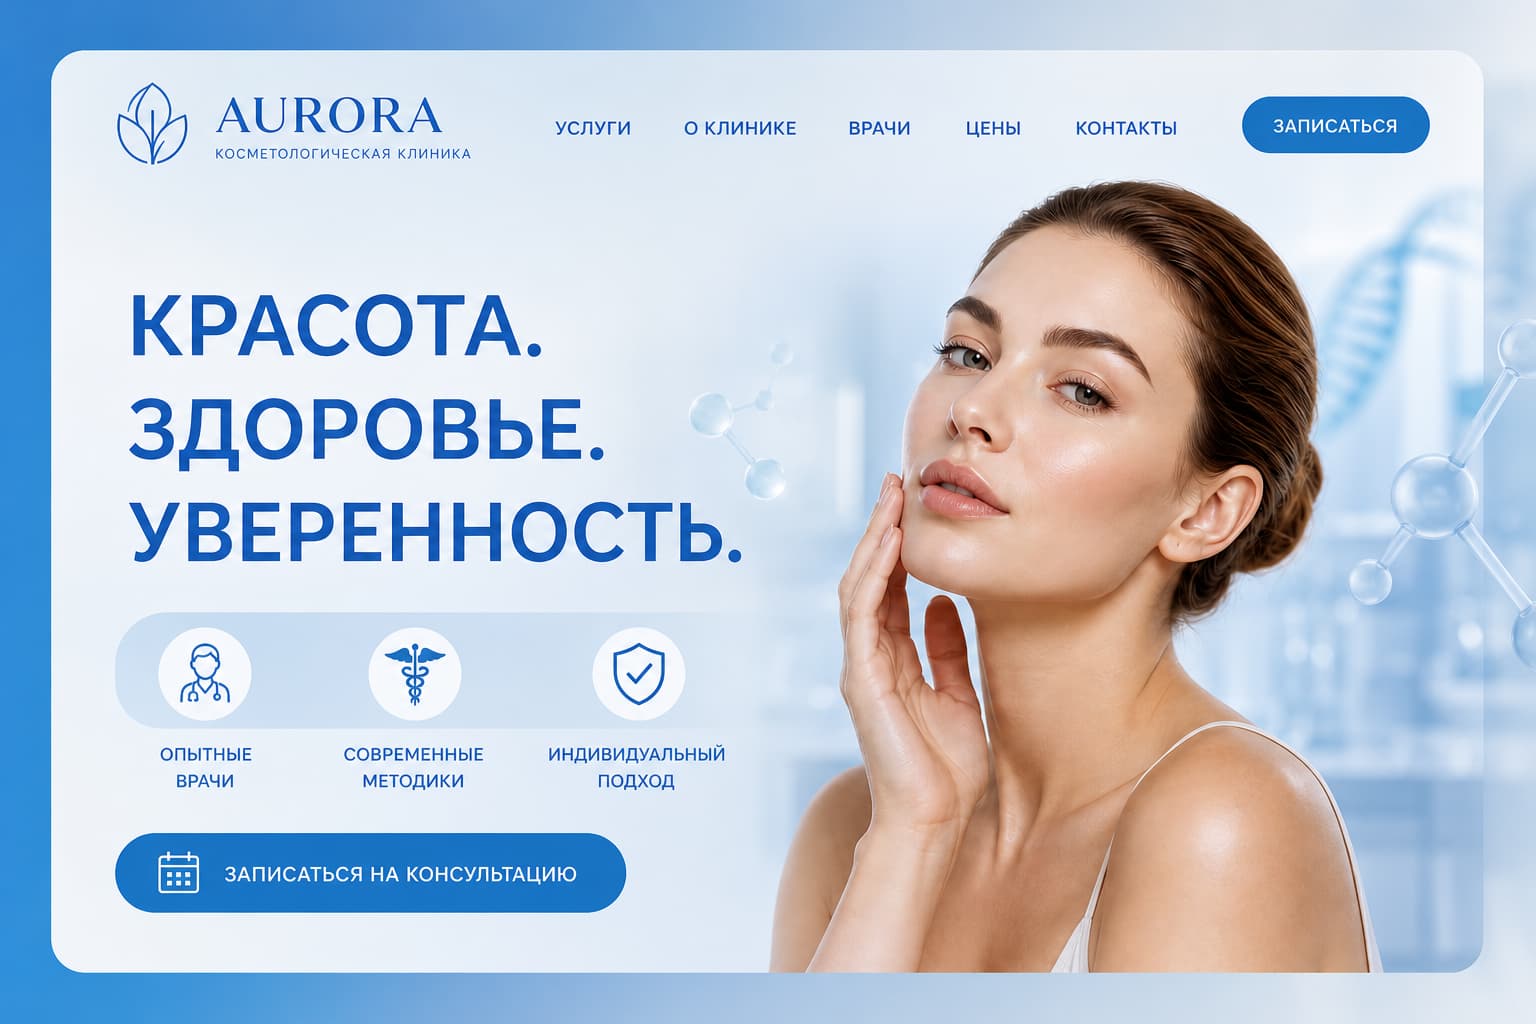 AURORA
КОСМЕТОЛОГИЧЕСКАЯ КЛИНИКА
УСЛУГИ
О КЛИНИКЕ
ВРАЧИ
ЦЕНЫ
КОНТАКТЫ
ЗАПИСАТЬСЯ
КРАСОТА.
ЗДОРОВЬЕ.
УВЕРЕННОСТЬ.
ОПЫТНЫЕ
ВРАЧИ
СОВРЕМЕННЫЕ
МЕТОДИКИ
ИНДИВИДУАЛЬНЫЙ
ПОДХОД
ЗАПИСАТЬСЯ НА КОНСУЛЬТАЦИЮ